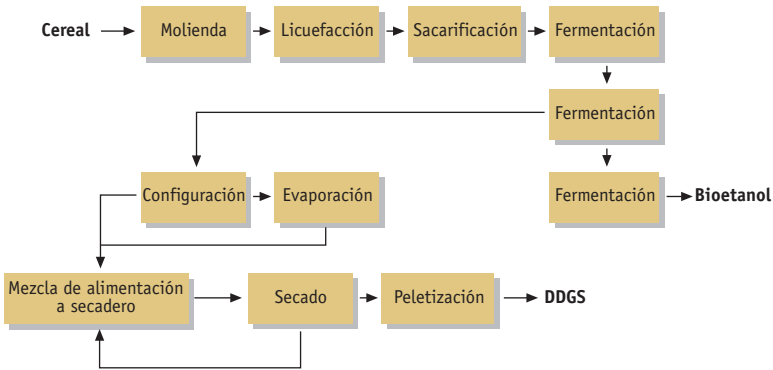 Cereal
Molienda
Licuefacción
Sacarificación
Fermentación
Fermentación
Configuración
Evaporación
Fermentación
Bioetanol
Mezcla de alimentación
a secadero
Secado
Peletización
DDGS